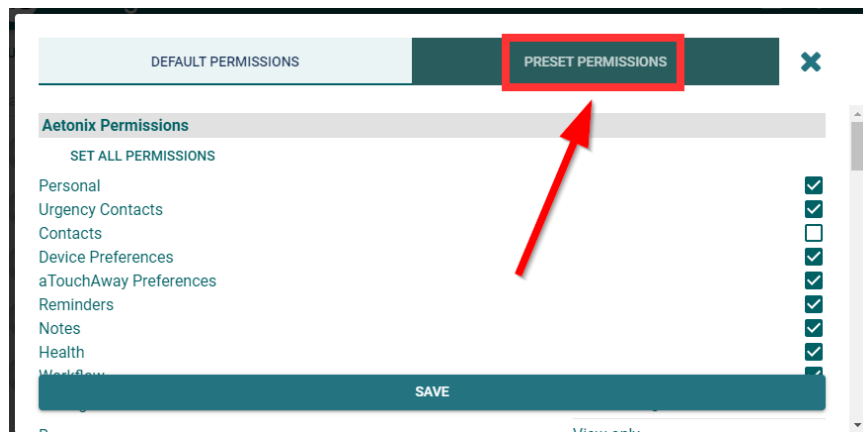 DEFAULT PERMISSIONS
PRESET PERMISSIONS
Aetonix Permissions
SET ALL PERMISSIONS
Personal
Urgency Contacts
Contacts
Device Preferences
aTouchAway Preferences
Reminders
Notes
Health
Workflow
SAVE
View only